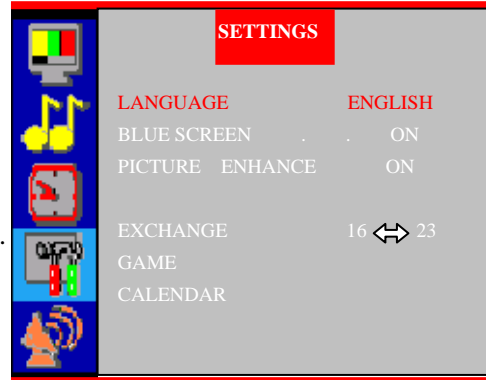 SETTINGS
LANGUAGE ENGLISH
BLUE SCREEN . . ON
PICTURE ENHANCE ON
EXCHANGE 16 23
GAME
CALENDAR
.